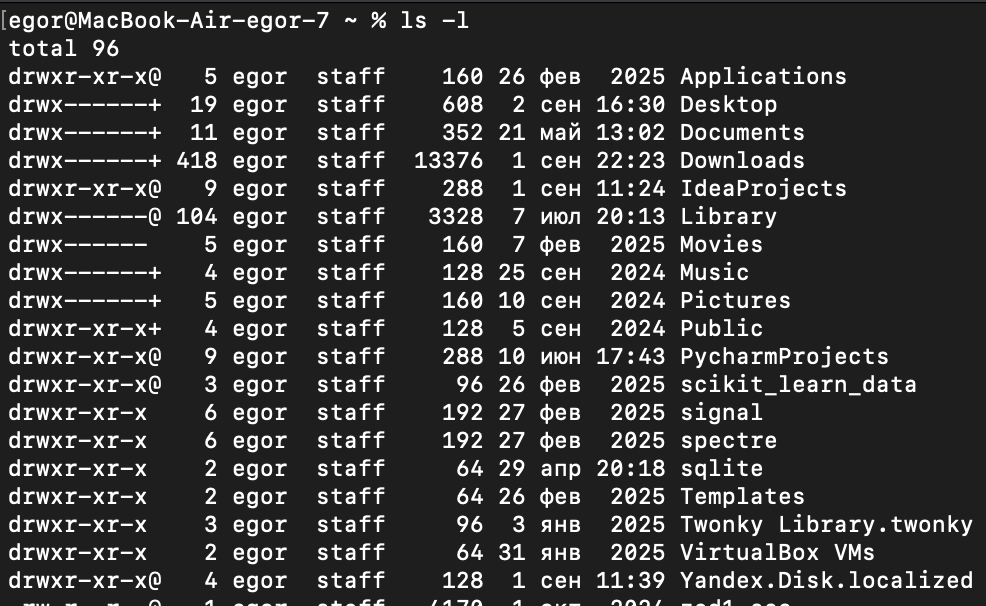 [egor@MacBook-Air-egor-7 ~ % ls -l
total 96
drwxr-xr-x@   5 egor  staff    160 26 фев  2025 Applications
drwx------+  19 egor  staff    608  2 сен 16:30 Desktop
drwx------+  11 egor  staff    352 21 май 13:02 Documents
drwx------+ 418 egor  staff  13376  1 сен 22:23 Downloads
drwxr-xr-x@   9 egor  staff    288  1 сен 11:24 IdeaProjects
drwx------@ 104 egor  staff   3328  7 июл 20:13 Library
drwx------    5 egor  staff    160  7 фев  2025 Movies
drwx------+   4 egor  staff    128 25 сен  2024 Music
drwx------+   5 egor  staff    160 10 сен  2024 Pictures
drwxr-xr-x+   4 egor  staff    128  5 сен  2024 Public
drwxr-xr-x@   9 egor  staff    288 10 июн 17:43 PycharmProjects
drwxr-xr-x@   3 egor  staff     96 26 фев  2025 scikit_learn_data
drwxr-xr-x    6 egor  staff    192 27 фев  2025 signal
drwxr-xr-x    6 egor  staff    192 27 фев  2025 spectre
drwxr-xr-x    2 egor  staff     64 29 апр 20:18 sqlite
drwxr-xr-x    2 egor  staff     64 26 фев  2025 Templates
drwxr-xr-x    3 egor  staff     96  3 янв  2025 Twonky Library.twonky
drwxr-xr-x    2 egor  staff     64 31 янв  2025 VirtualBox VMs
drwxr-xr-x@   4 egor  staff    128  1 сен 11:39 Yandex.Disk.localized